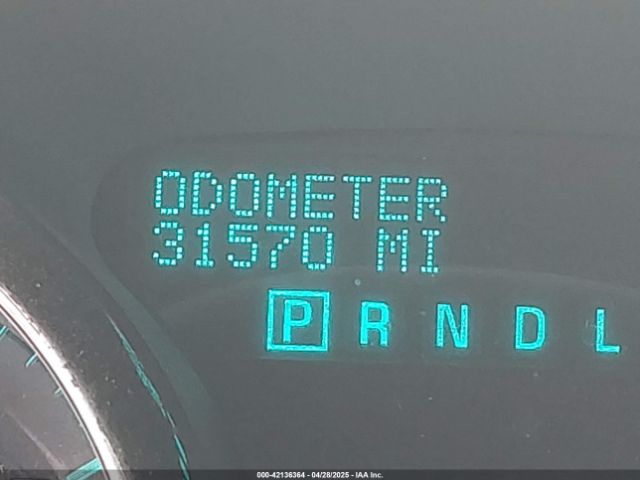 ODOMETER
31570 MI
P R N D L
000-42136364 - 04/28/2025 - IAA Inc.